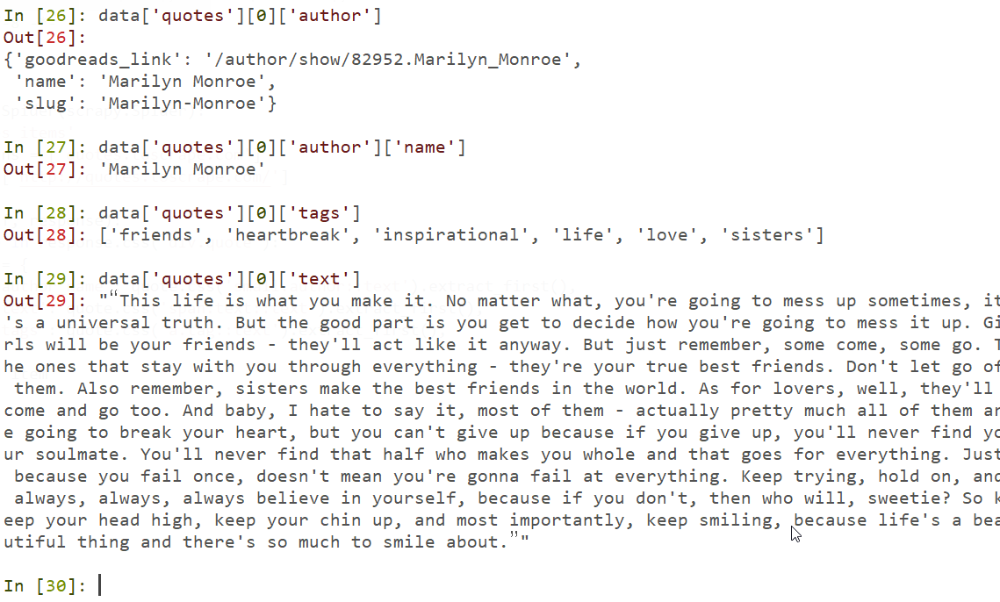 In [26]: data['quotes'][0]['author']
Out[26]:
{'goodreads_link': '/author/show/82952.Marilyn_Monroe',
 'name': 'Marilyn Monroe',
 'slug': 'Marilyn-Monroe'}
In [27]: data['quotes'][0]['author']['name']
Out[27]: 'Marilyn Monroe'
In [28]: data['quotes'][0]['tags']
Out[28]: ['friends', 'heartbreak', 'inspirational', 'life', 'love', 'sisters']
In [29]: data['quotes'][0]['text']
Out[29]: "“This life is what you make it. No matter what, you're going to mess up sometimes, it
's a universal truth. But the good part is you get to decide how you're going to mess it up. Gi
rls will be your friends - they'll act like it anyway. But just remember, some come, some go. T
he ones that stay with you through everything - they're your true best friends. Don't let go of
 them. Also remember, sisters make the best friends in the world. As for lovers, well, they'll
come and go too. And baby, I hate to say it, most of them - actually pretty much all of them ar
e going to break your heart, but you can't give up because if you give up, you'll never find yo
ur soulmate. You'll never find that half who makes you whole and that goes for everything. Just
 because you fail once, doesn't mean you're gonna fail at everything. Keep trying, hold on, and
 always, always, always believe in yourself, because if you don't, then who will, sweetie? So k
eep your head high, keep your chin up, and most importantly, keep smiling, because life's a bea
utiful thing and there's so much to smile about.”"
In [30]: